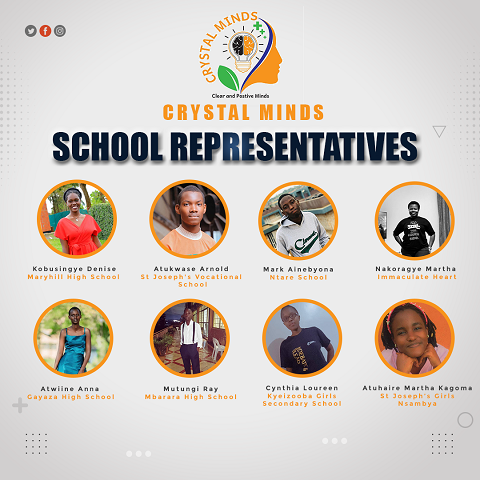 CRYSTAL MINDS
Clear and Postive Minds
CRYSTAL MINDS
SCHOOL REPRESENTATIVES
Kobusingye Denise
Maryhill High School
Atukwase Arnold
St Joseph's Vocational
School
Mark Ainebyona
Ntare School
Nakoragye Martha
Immaculate Heart
Atwiine Anna
Gayaza High School
Mutungi Ray
Mbarara High School
Cynthia Loureen
Kyeizooba Girls
Secondary School
Atuhaire Martha Kagoma
St Joseph's Girls
Nsambya